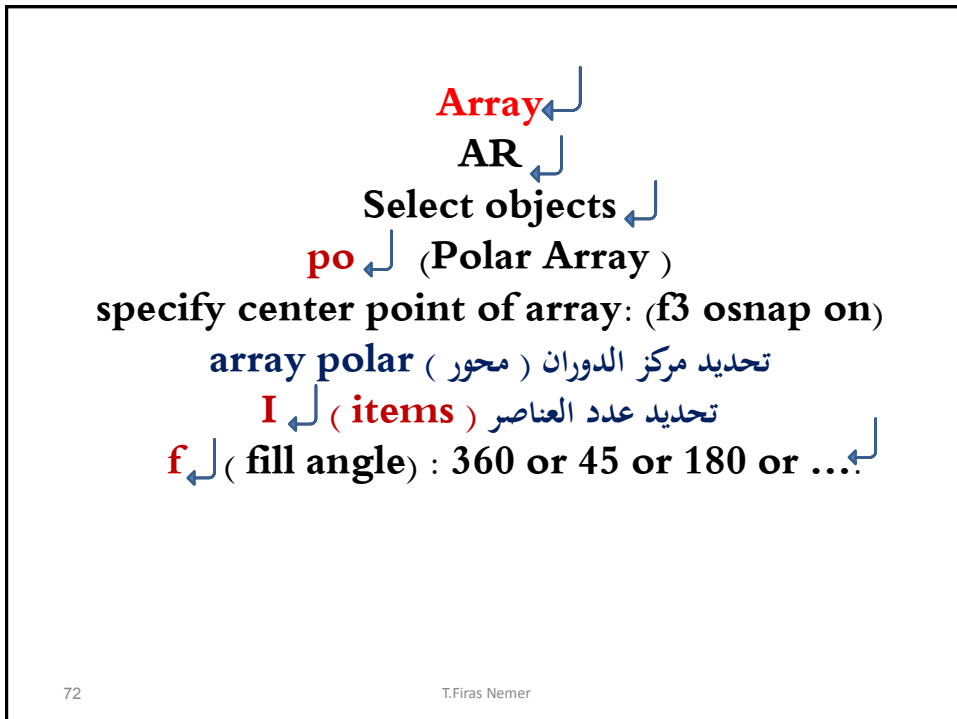 Array
AR
Select objects
po (Polar Array )
specify center point of array: (f3 osnap on)
تحديد مركز الدوران ( محور ) array polar
I ( items ) تحديد عدد العناصر
f ( fill angle) : 360 or 45 or 180 or ....
72
T.Firas Nemer